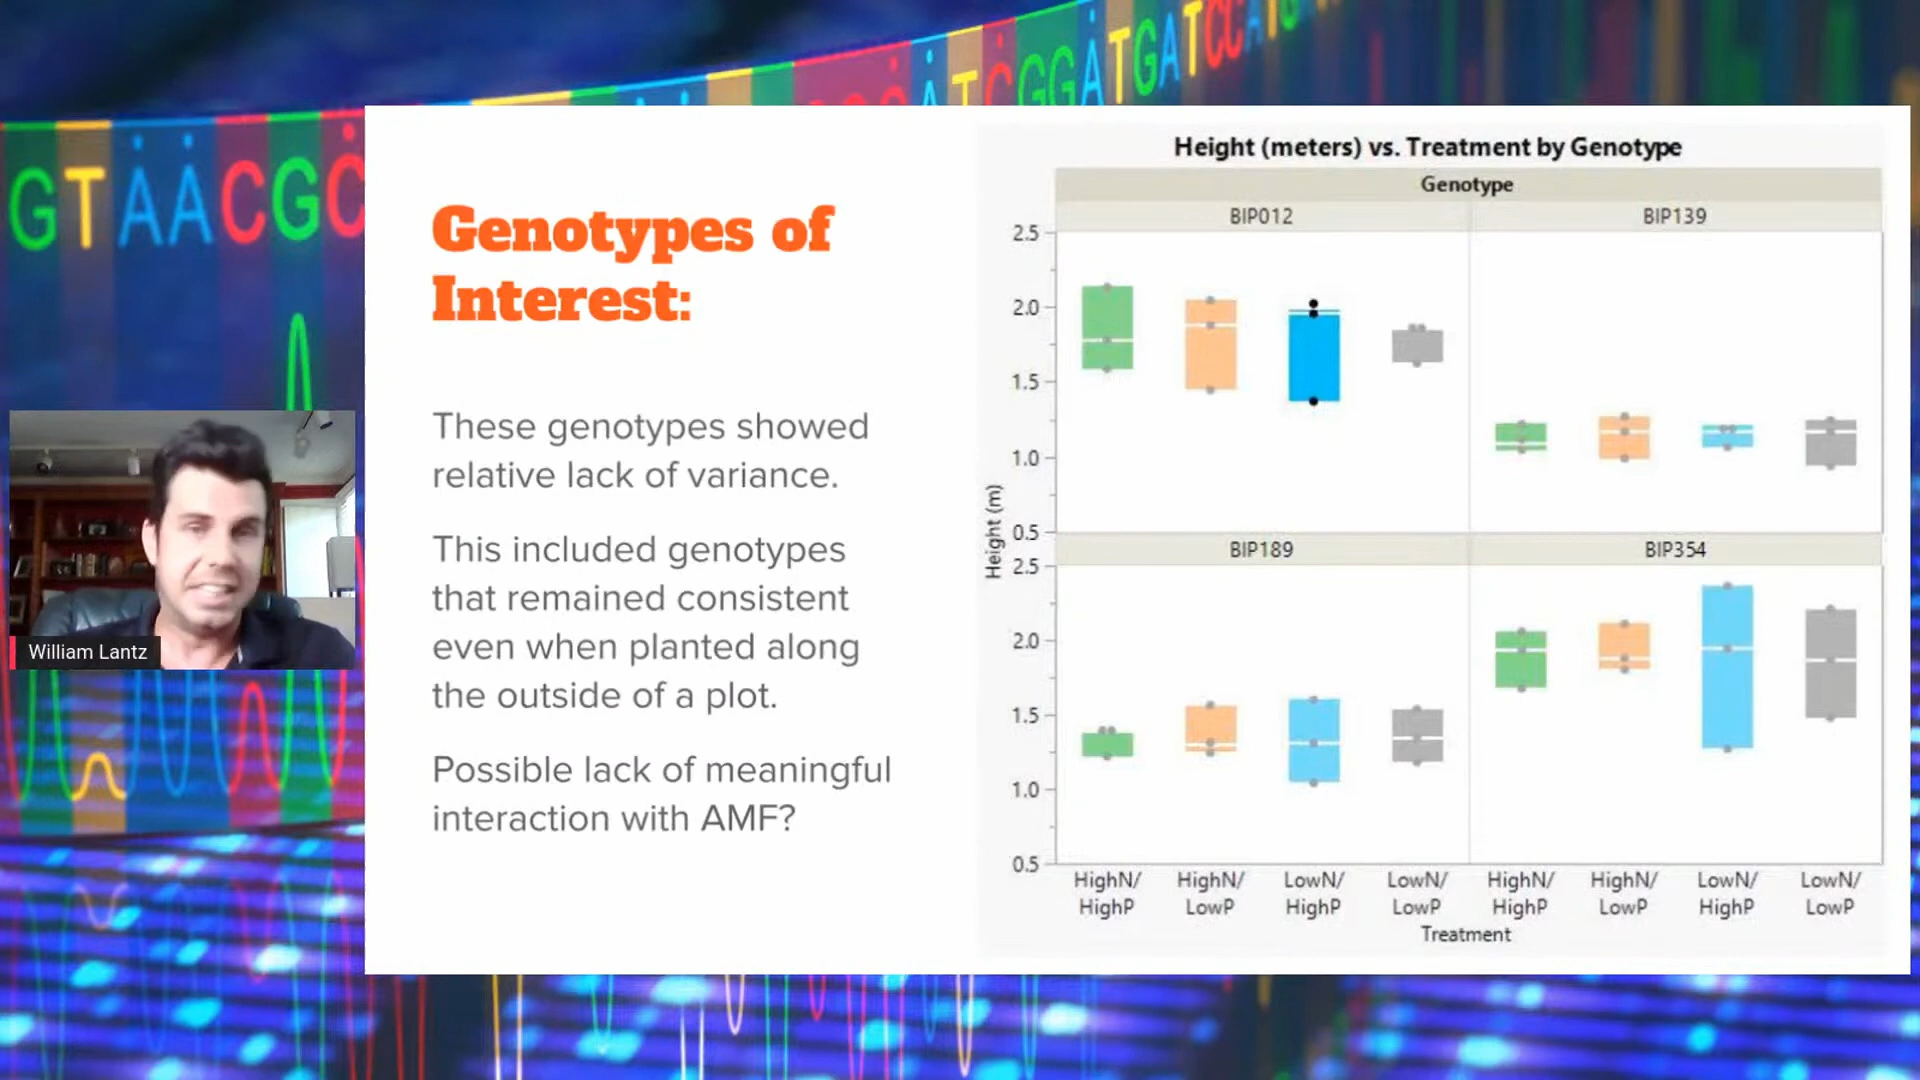 GTAACGC
ATCGGATGATCCATG
Genotypes of
Interest:
These genotypes showed
relative lack of variance.
This included genotypes
that remained consistent
even when planted along
the outside of a plot.
Possible lack of meaningful
interaction with AMF?
William Lantz
Height (meters) vs. Treatment by Genotype
Genotype
BIP012 BIP139
2.5
2.0
1.5
1.0
0.5
Height (m)
BIP189 BIP354
2.5
2.0
1.5
1.0
0.5
HighN/ HighN/ LowN/ LowN/ HighN/ HighN/ LowN/ LowN/
HighP LowP HighP LowP HighP LowP HighP LowP
Treatment